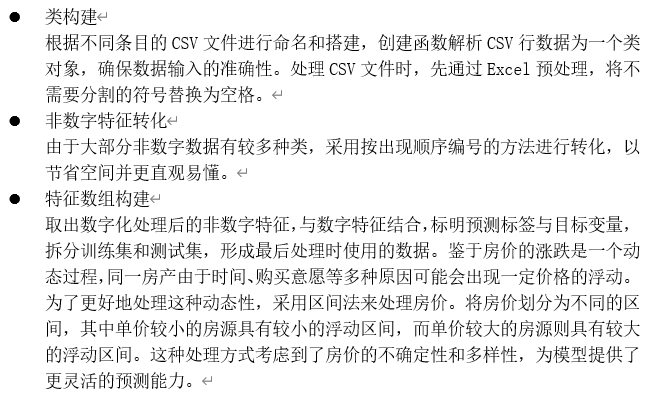 ● 类构建
根据不同条目的 CSV 文件进行命名和搭建，创建函数解析 CSV 行数据为一个类
对象，确保数据输入的准确性。处理 CSV 文件时，先通过 Excel 预处理，将不
需要分割的符号替换为空格。
● 非数字特征转化
由于大部分非数字数据有较多种类，采用按出现顺序编号的方法进行转化，以
节省空间并更直观易懂。
● 特征数组构建
取出数字化处理后的非数字特征，与数字特征结合，标明预测标签与目标变量，
拆分训练集和测试集，形成最后处理时使用的数据。鉴于房价的涨跌是一个动
态过程，同一房产由于时间、购买意愿等多种原因可能会出现一定价格的浮动。
为了更好地处理这种动态性，采用区间法来处理房价。将房价划分为不同的区
间，其中单价较小的房源具有较小的浮动区间，而单价较大的房源则具有较大
的浮动区间。这种处理方式考虑到了房价的不确定性和多样性，为模型提供了
更灵活的预测能力。